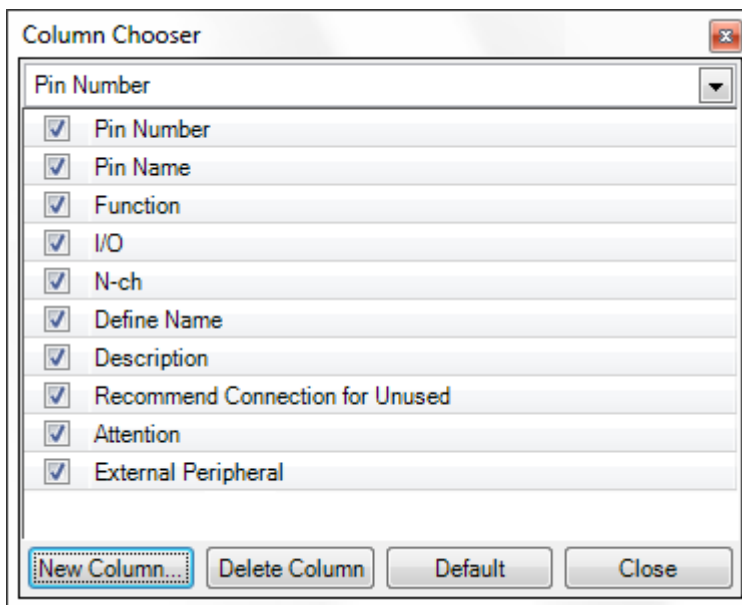 Column Chooser
Pin Number
Pin Number
Pin Name
Function
I/O
N-ch
Define Name
Description
Recommend Connection for Unused
Attention
External Peripheral
New Column... Delete Column Default Close